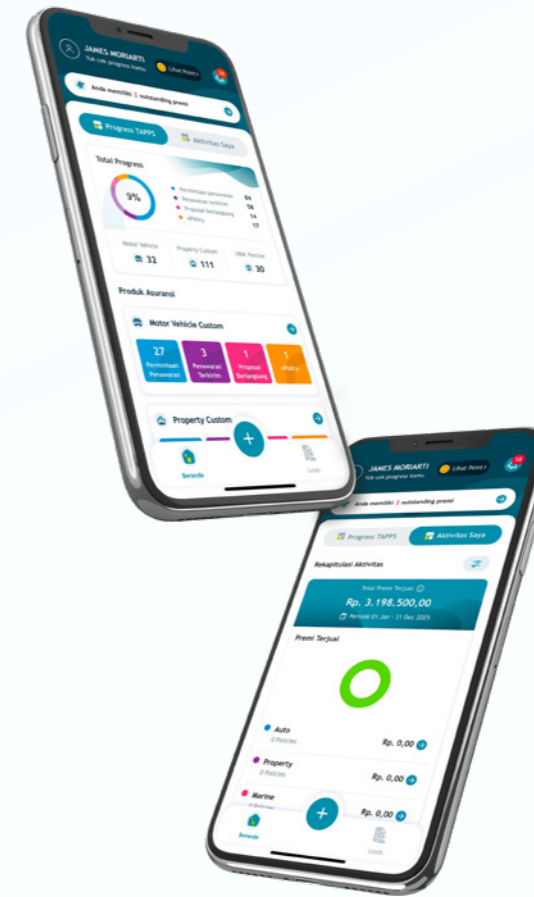 JAMES MORIARTI
Yuk cek progress kamu
Lihat Point>
Anda memiliki 2 outstanding premi
Progress TAPPS
Aktivitas Saya
Total Progress
9%
Permintaan penawaran 84
Penawaran terkirim 58
Proposal berlangsung 14
ePolicy 17
Motor Vehicle
32
Property Custom
111
30
Produk Asuransi
Motor Vehicle Custom
27
Permintaan
Penawaran
3
Penawaran
Terkirim
1
Proposal
Berlangsung
1
ePolicy
Property Custom
+
Beranda
Leads
JAMES MORIARTI
Yuk cek progress kamu
Lihat Point>
58
Anda memiliki 2 outstanding premi
Progress TAPPS
Aktivitas Saya
Rekapitulasi Aktivitas
Total Premi Terjual
Rp. 3.198.500,00
Periode 01 Jan - 31 Dec 2025
Premi Terjual
Auto
0 Policies
Rp. 0,00
Property
0 Policies
Rp. 0,00
Marine
0 Policies
Rp. 0,00
+
Beranda
Leads